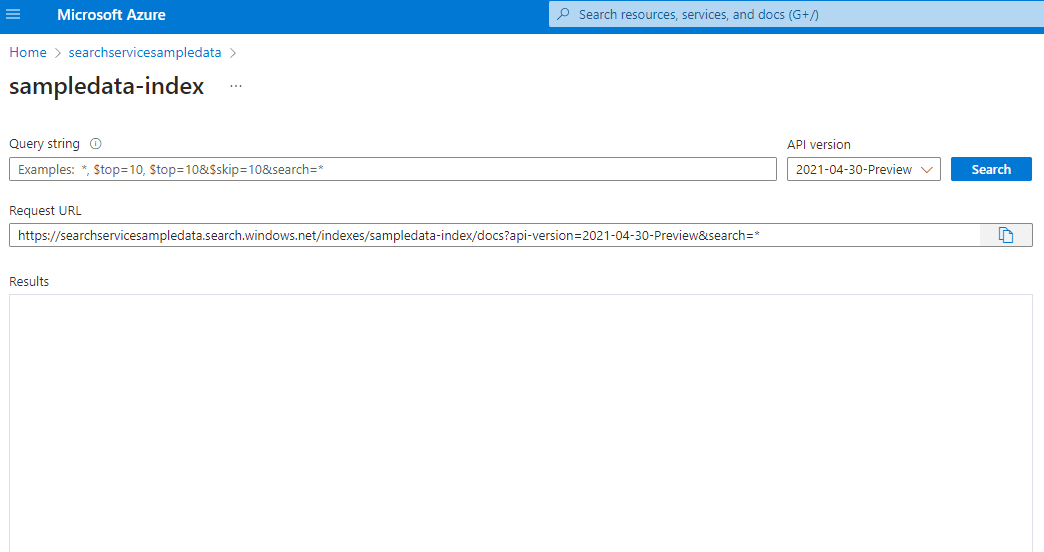 Microsoft Azure
Search resources, services, and docs (G+/)
Home > searchservicesampledata >
sampledata-index ...
Query string
API version
Examples: *, $top=10, $top=10&$skip=10&search=*
2021-04-30-Preview
Search
Request URL
https://searchservicesampledata.search.windows.net/indexes/sampledata-index/docs?api-version=2021-04-30-Preview&search=*
Results